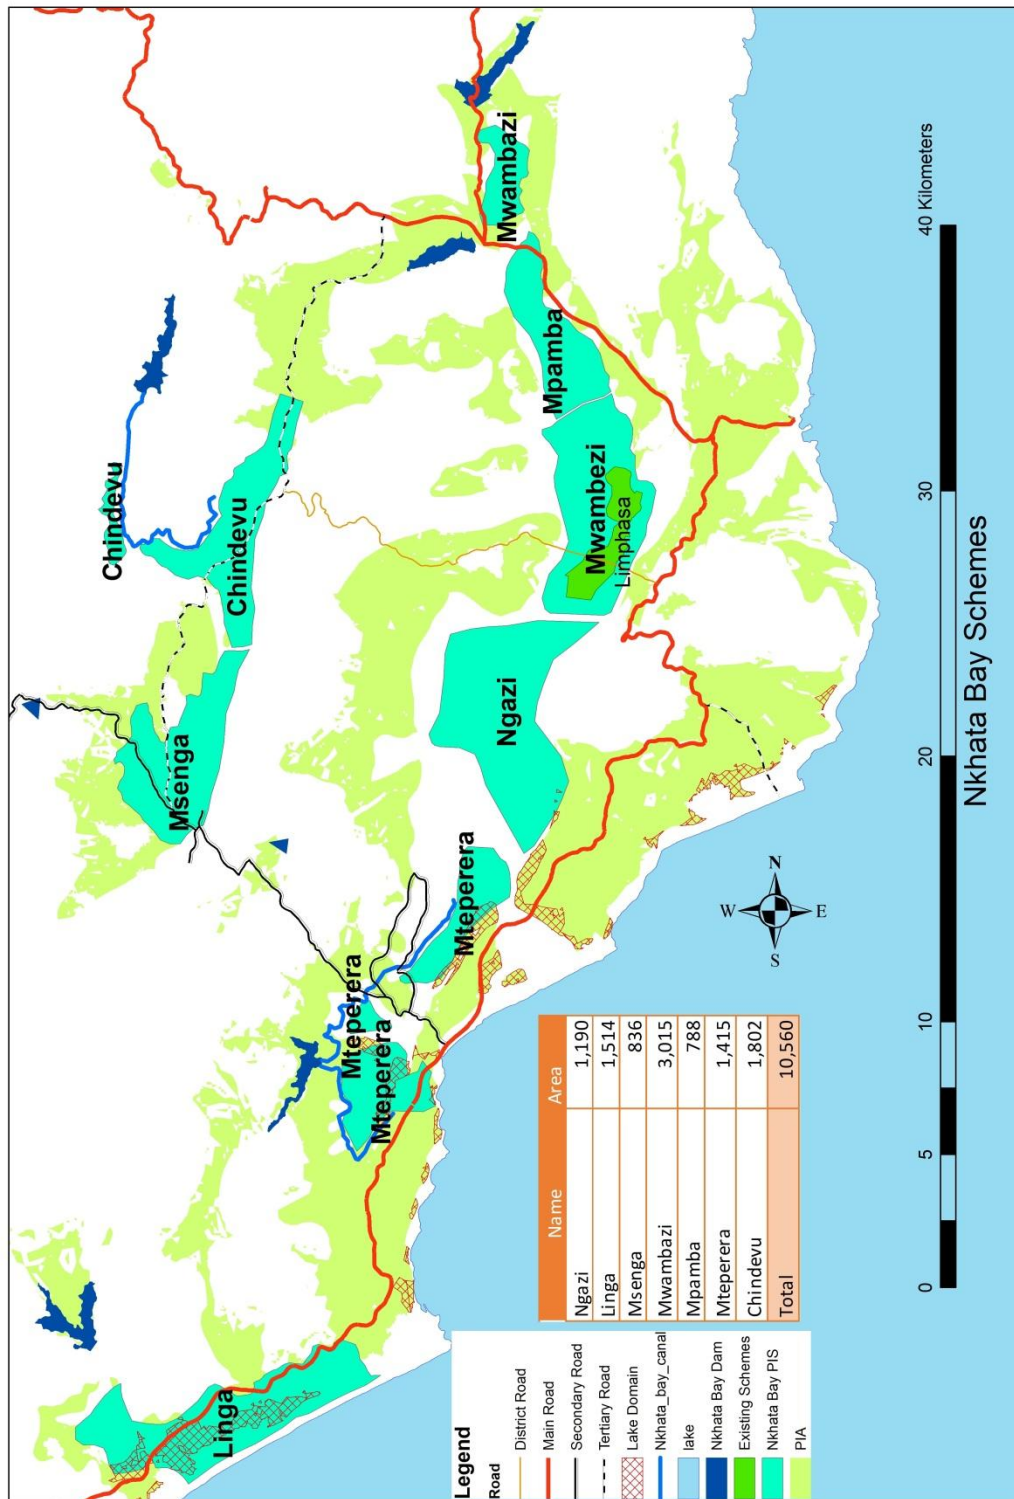 Chindevu
Chindevu
Msenga
Mwambazi
Mpamba
Mwambezi
Limphasa
Ngazi
Mteperera
Mteperera
Mteperera
Linga
N
W
E
S
Name Area
Ngazi 1,190
Linga 1,514
Msenga 836
Mwambazi 3,015
Mpamba 788
Mteperera 1,415
Chindevu 1,802
Total 10,560
Legend
Road
District Road
Main Road
Secondary Road
Tertiary Road
Lake Domain
Nkhata_bay_canal
lake
Nkhata Bay Dam
Existing Schemes
Nkhata Bay PIS
PIA
0 5 10 20 30 40 Kilometers
Nkhata Bay Schemes